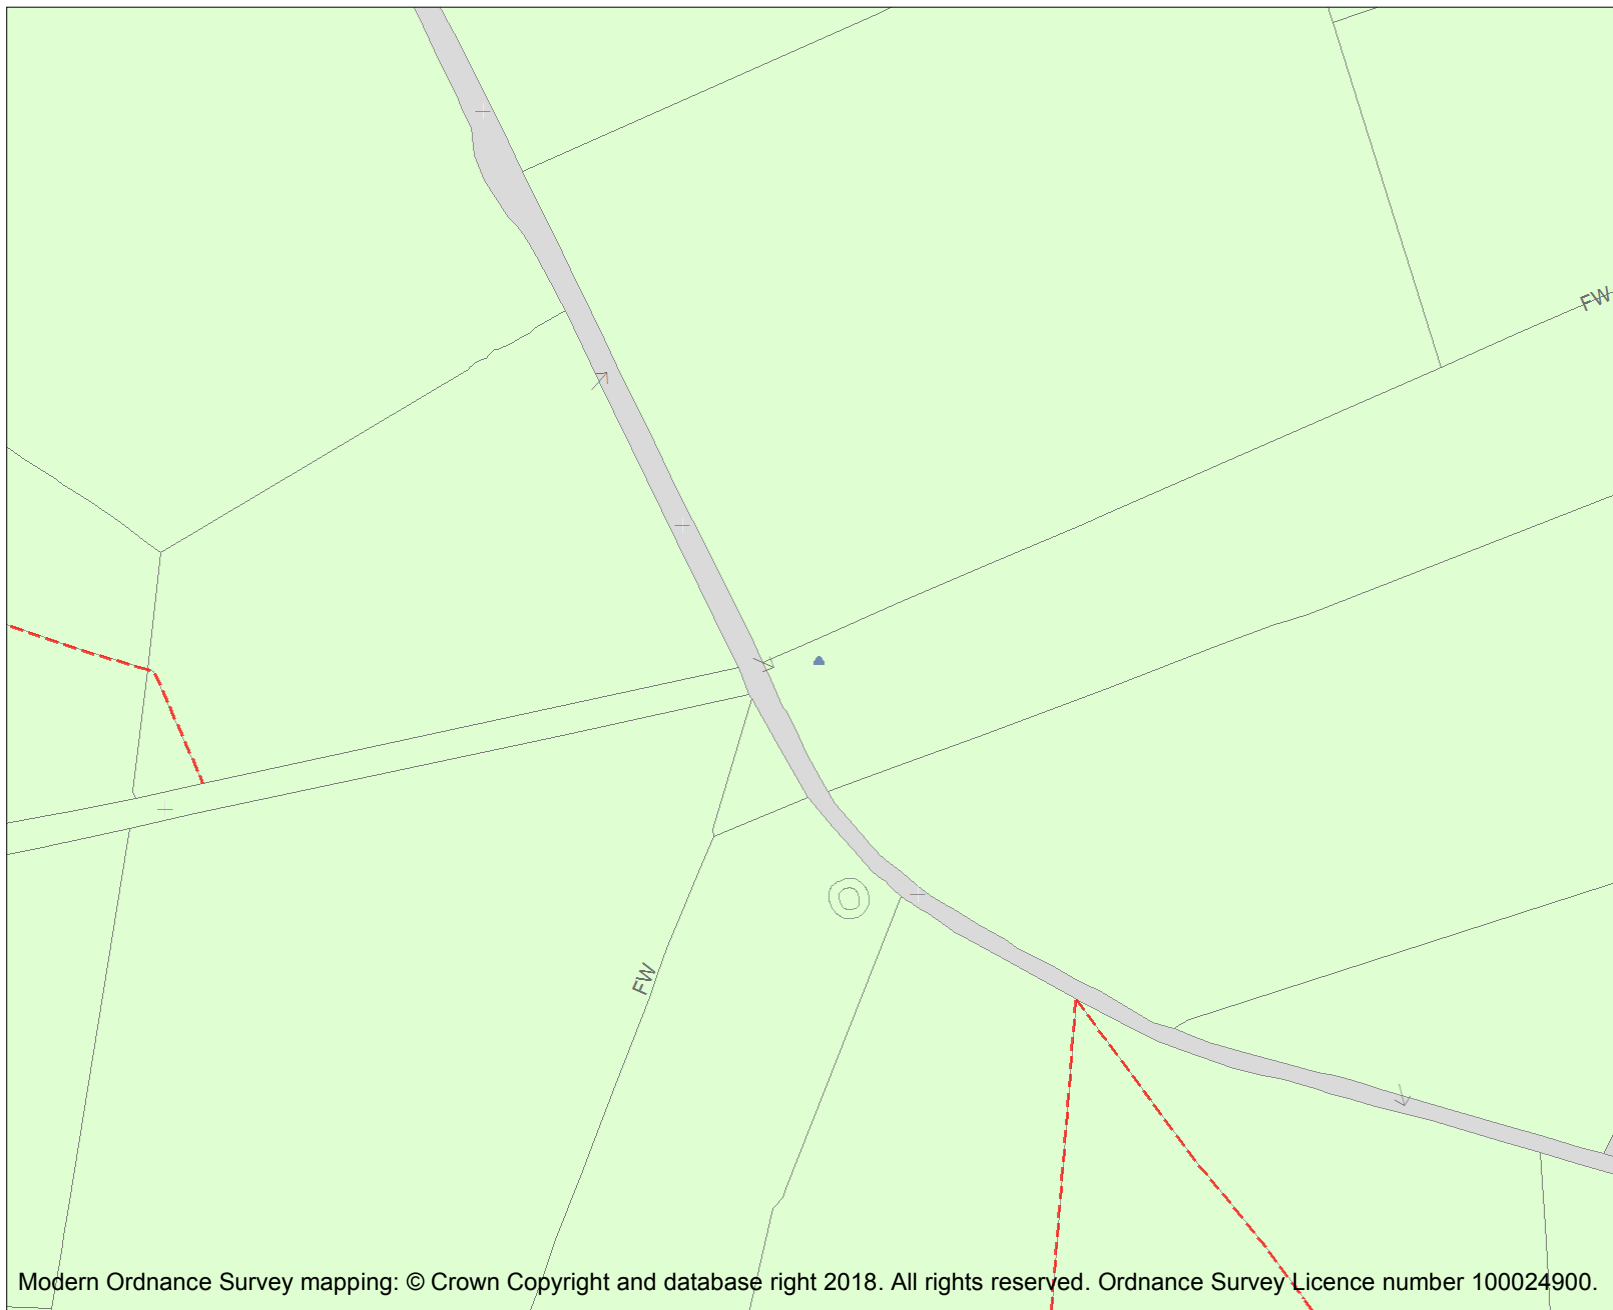 FW
FW
Modern Ordnance Survey mapping: © Crown Copyright and database right 2018. All rights reserved. Ordnance Survey Licence number 100024900.